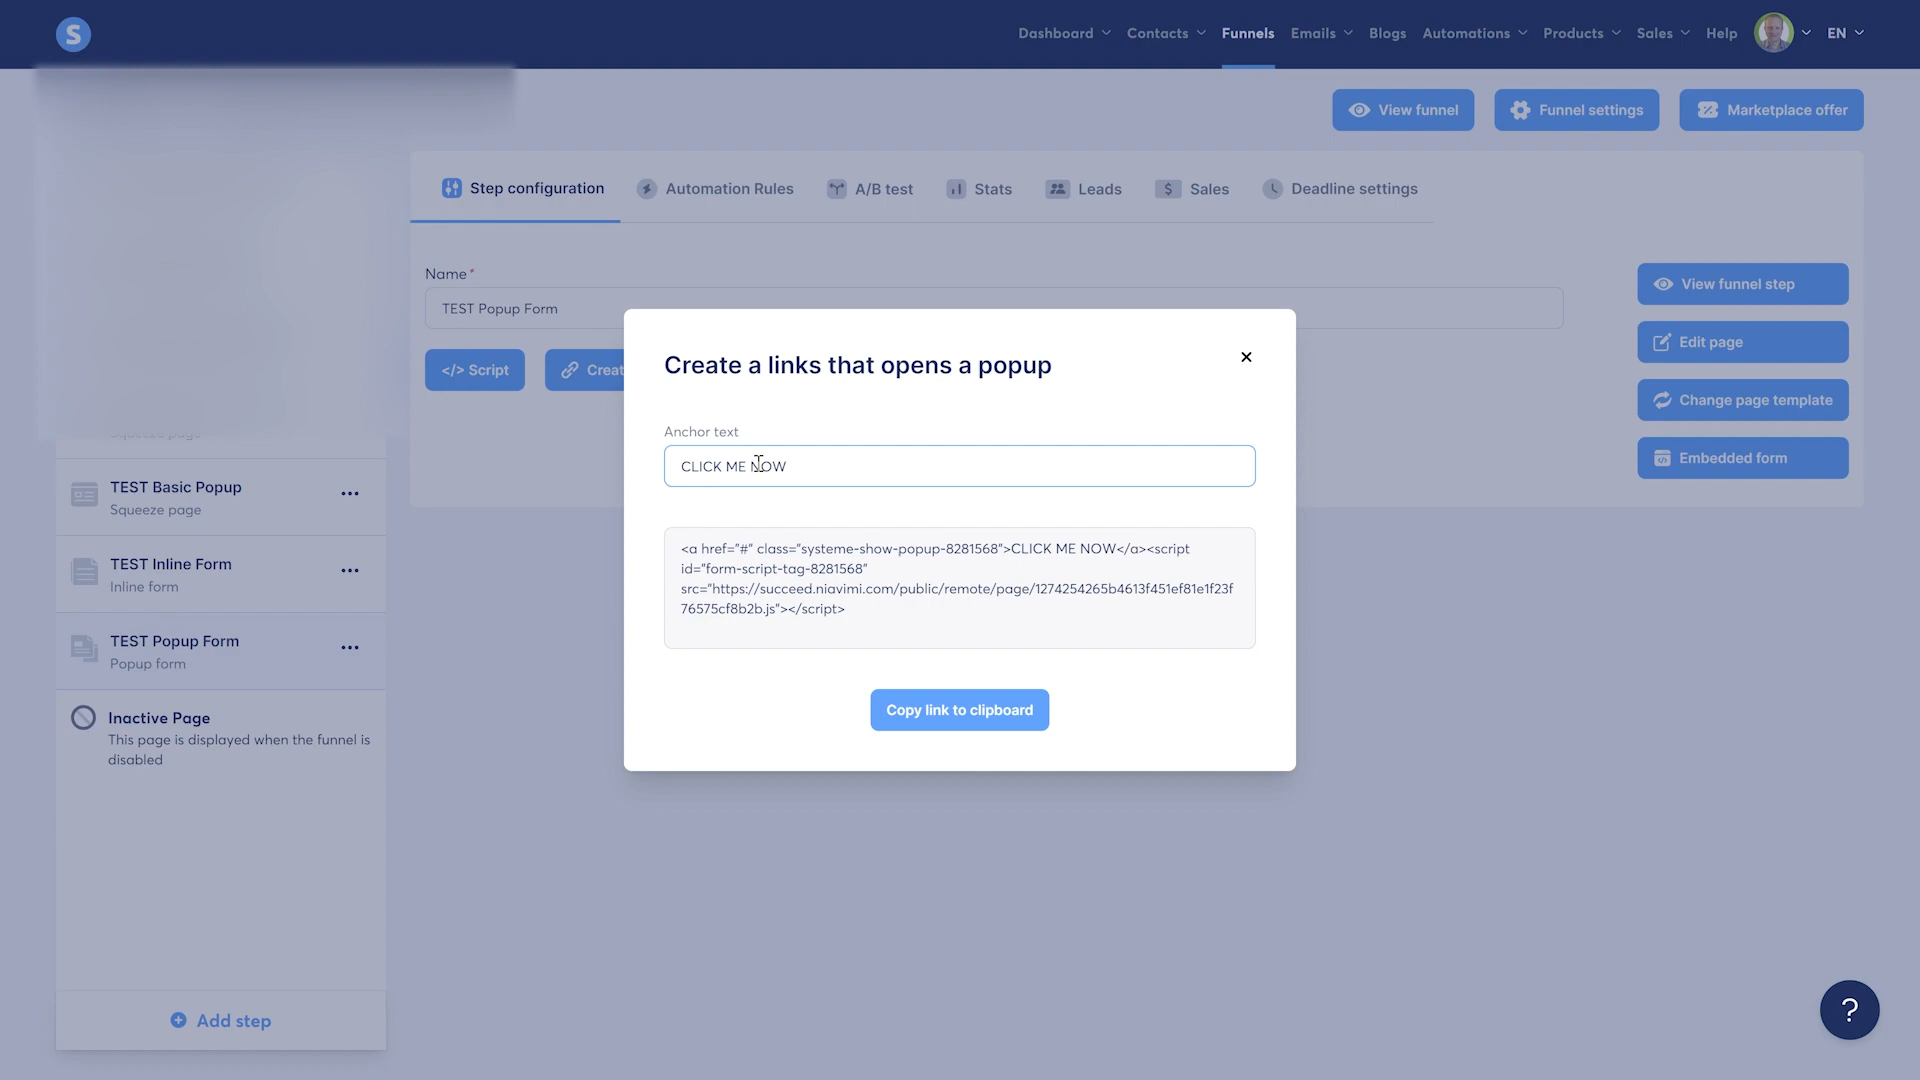 S
Dashboard
Contacts
Funnels
Emails
Blogs
Automations
Products
Sales
Help
EN
View funnel
Funnel settings
Marketplace offer
Step configuration
Automation Rules
A/B test
Stats
Leads
Sales
Deadline settings
Name*
TEST Popup Form
</> Script
Creat
View funnel step
Edit page
Change page template
Embedded form
Create a links that opens a popup
Anchor text
CLICK ME NOW
<a href="#" class="systeme-show-popup-8281568">CLICK ME NOW</a><script
id="form-script-tag-8281568"
src="https://succeed.niavimi.com/public/remote/page/1274254265b4613f451ef81e1f23f
76575cf8b2b.js"></script>
Copy link to clipboard
Squeeze page
TEST Basic Popup
Squeeze page
TEST Inline Form
Inline form
TEST Popup Form
Popup form
Inactive Page
This page is displayed when the funnel is
disabled
Add step
?